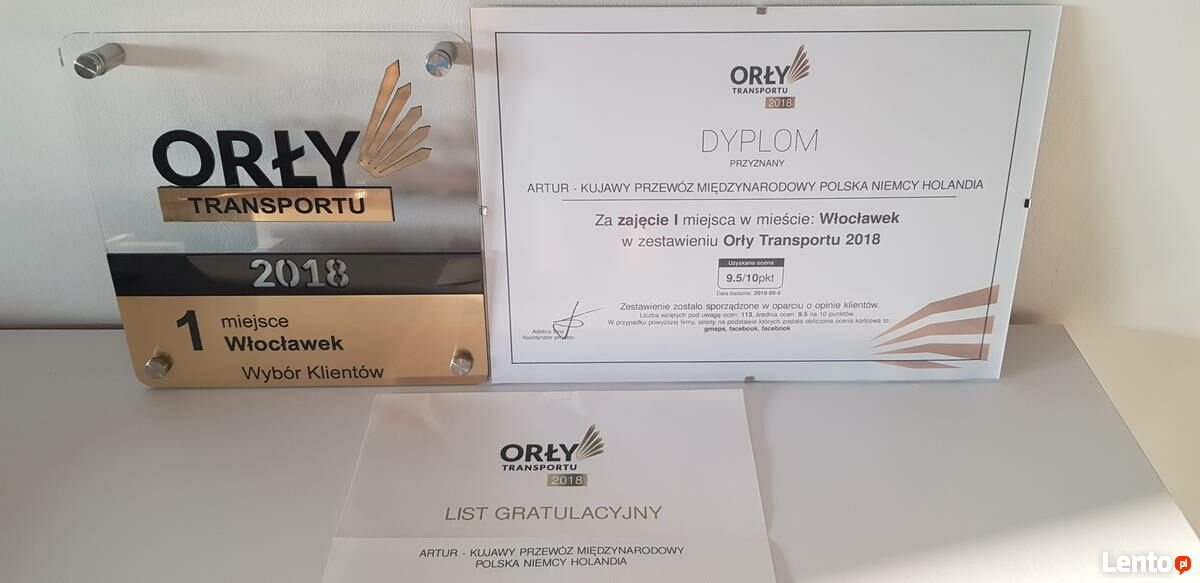 ORŁY
TRANSPORTU
2018
1 miejsce
Włocławek
Wybór Klientów
ORŁY
TRANSPORTU
2018
DYPLOM
PRZYZNANY
ARTUR - KUJAWY PRZEWÓZ MIĘDZYNARODOWY POLSKA NIEMCY HOLANDIA
Za zajęcie I miejsca w mieście: Włocławek
w zestawieniu Orły Transportu 2018
Uzyskana ocena
9.5/10pkt
Data badania: 2018-09-5
Zestawienie zostało sporządzone w oparciu o opinie klientów.
Liczba wziętych pod uwagę ocen: 113, średnia ocen: 9.5 na 10 punktów.
W przypadku powyższej firmy, strony na podstawie których została obliczona ocena końcowa to:
gmaps, facebook, facebook
Adelina
Koordynator projektu
ORŁY
TRANSPORTU
2018
LIST GRATULACYJNY
ARTUR - KUJAWY PRZEWÓZ MIĘDZYNARODOWY
POLSKA NIEMCY HOLANDIA
Lento.pl